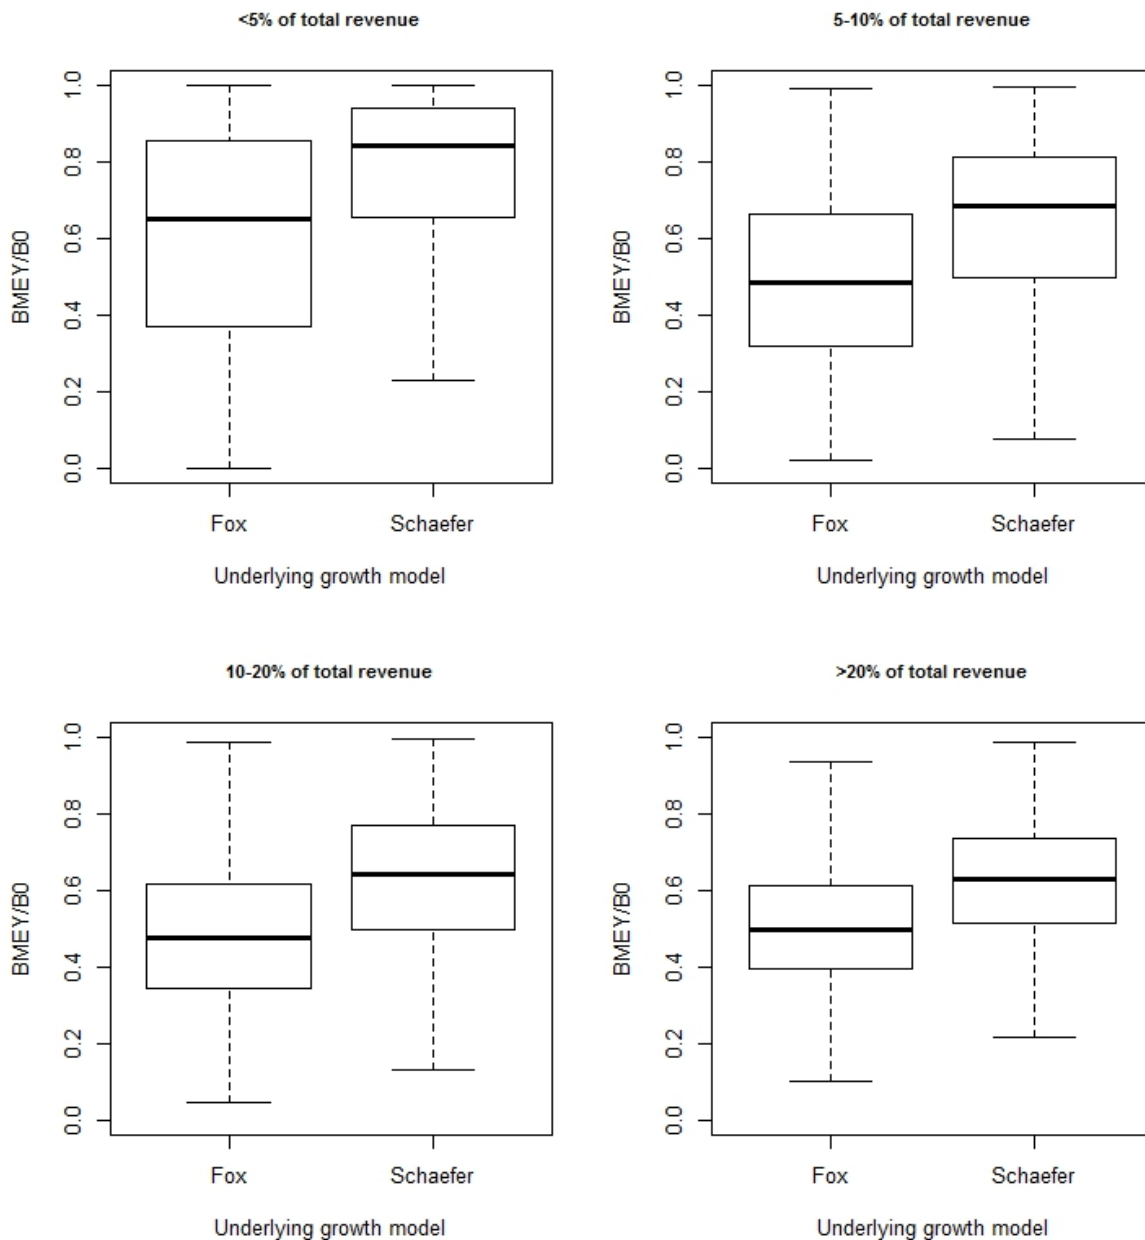 <5% of total revenue
BMEY/B0
1.0
0.8
0.6
0.4
0.2
0.0
Fox Schaefer
Underlying growth model
5-10% of total revenue
BMEY/B0
1.0
0.8
0.6
0.4
0.2
0.0
Fox Schaefer
Underlying growth model
10-20% of total revenue
BMEY/B0
1.0
0.8
0.6
0.4
0.2
0.0
Fox Schaefer
Underlying growth model
>20% of total revenue
BMEY/B0
1.0
0.8
0.6
0.4
0.2
0.0
Fox Schaefer
Underlying growth model